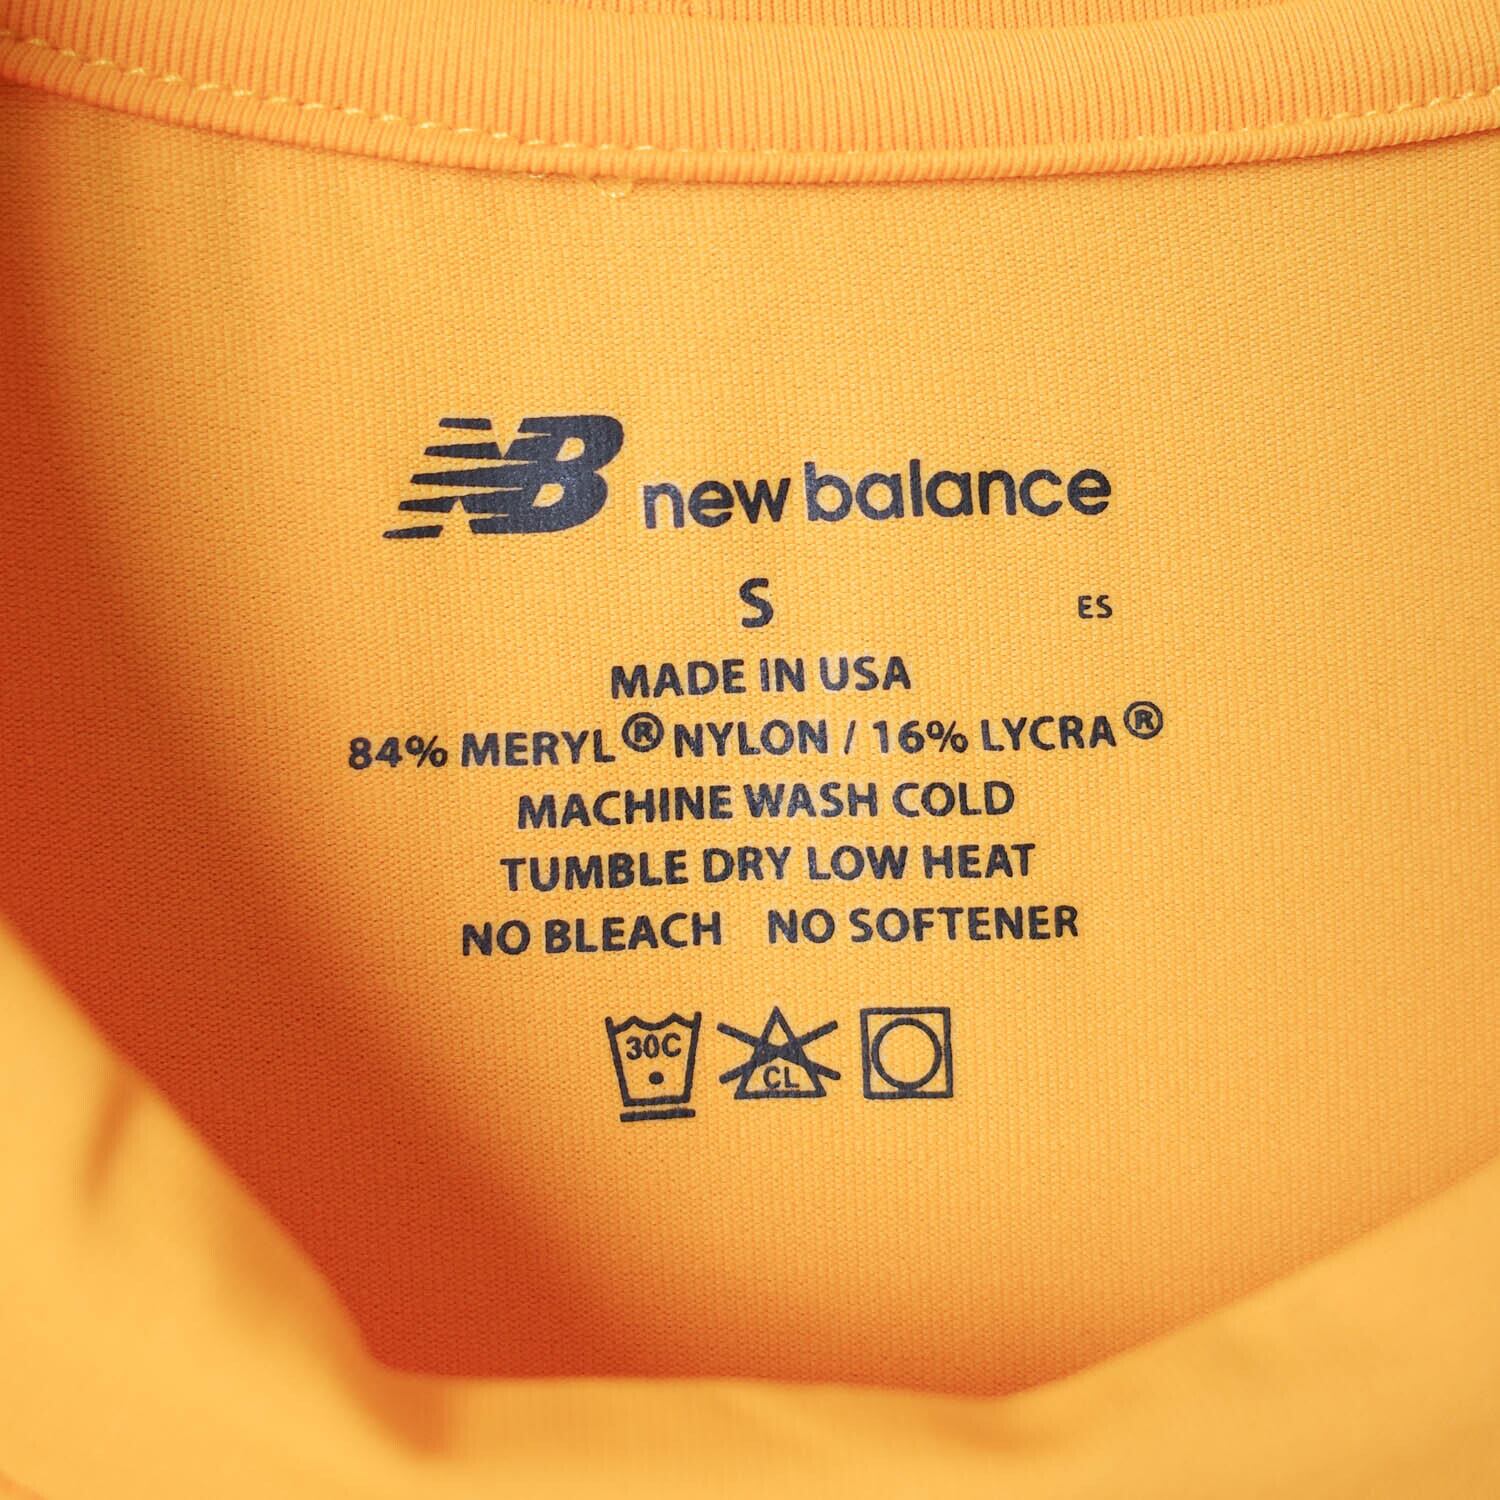 NB new balance
S ES
MADE IN USA
84% MERYL® NYLON / 16% LYCRA®
MACHINE WASH COLD
TUMBLE DRY LOW HEAT
NO BLEACH NO SOFTENER
30C CL